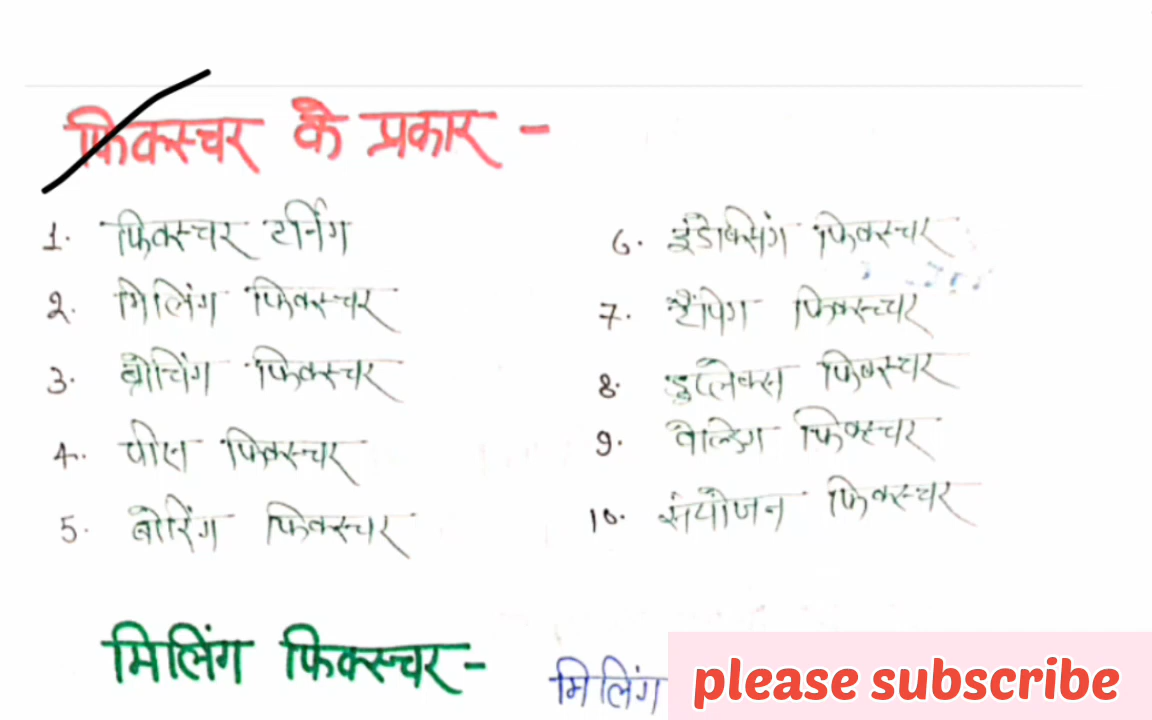 फिक्स्चर के प्रकार -
1. फिक्स्चर टर्निंग
2. मिलिंग फिक्स्चर
3. ब्रोचिंग फिक्स्चर
4. पीस फिक्स्चर
5. बोरिंग फिक्स्चर
6. इंडेक्सिंग फिक्स्चर
7. टैपिंग फिक्स्चर
8. डुप्लेक्स फिक्स्चर
9. वेल्डिंग फिक्स्चर
10. संयोजन फिक्स्चर
मिलिंग फिक्स्चर-
मिलिंग
please subscribe